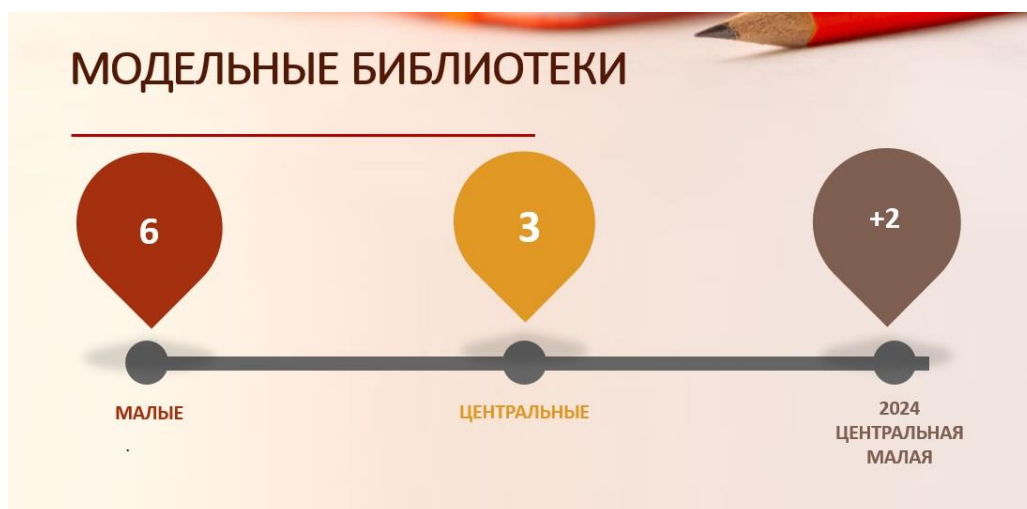 МОДЕЛЬНЫЕ БИБЛИОТЕКИ
6
3
+2
МАЛЫЕ
.
ЦЕНТРАЛЬНЫЕ
2024
ЦЕНТРАЛЬНАЯ
МАЛАЯ